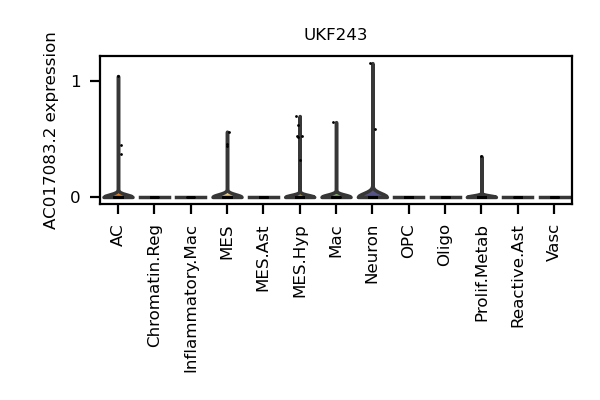 UKF243
AC017083.2 expression
1
0
AC
Chromatin.Reg
Inflammatory.Mac
MES
MES.Ast
MES.Hyp
Mac
Neuron
OPC
Oligo
Prolif.Metab
Reactive.Ast
Vasc